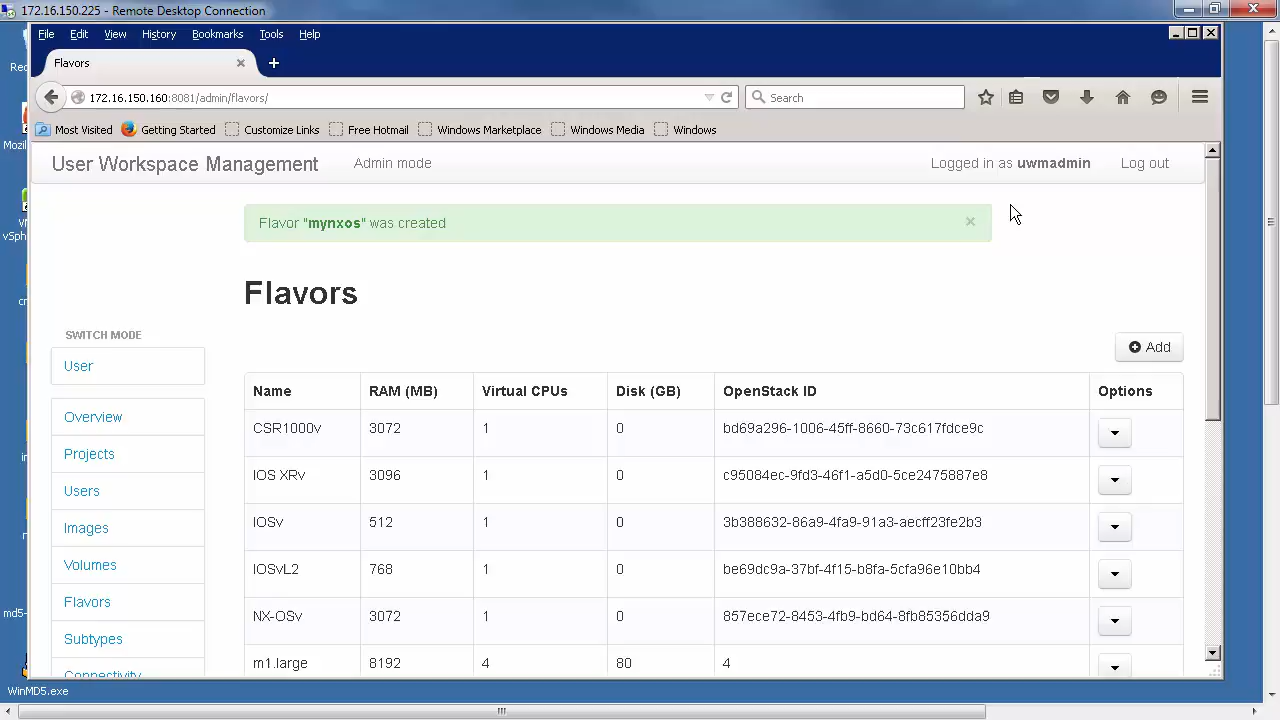 172.16.150.225 - Remote Desktop Connection
File Edit View History Bookmarks Tools Help
Flavors
172.16.150.160:8081/admin/flavors/
Search
Most Visited Getting Started Customize Links Free Hotmail Windows Marketplace Windows Media Windows
User Workspace Management Admin mode Logged in as uwmadmin Log out
Flavor "mynxos" was created
Flavors
SWITCH MODE
User
Overview
Projects
Users
Images
Volumes
Flavors
Subtypes
Connectivity
Add
Name RAM (MB) Virtual CPUs Disk (GB) OpenStack ID Options
CSR1000v 3072 1 0 bd69a296-1006-45ff-8660-73c617fdce9c
IOS XRv 3096 1 0 c95084ec-9fd3-46f1-a5d0-5ce2475887e8
IOSv 512 1 0 3b388632-86a9-4fa9-91a3-aecff23fe2b3
IOSvL2 768 1 0 be69dc9a-37bf-4f15-b8fa-5cfa96e10bb4
NX-OSv 3072 1 0 857ece72-8453-4fb9-bd64-8fb85356dda9
m1.large 8192 4 80 4
WinMD5.exe